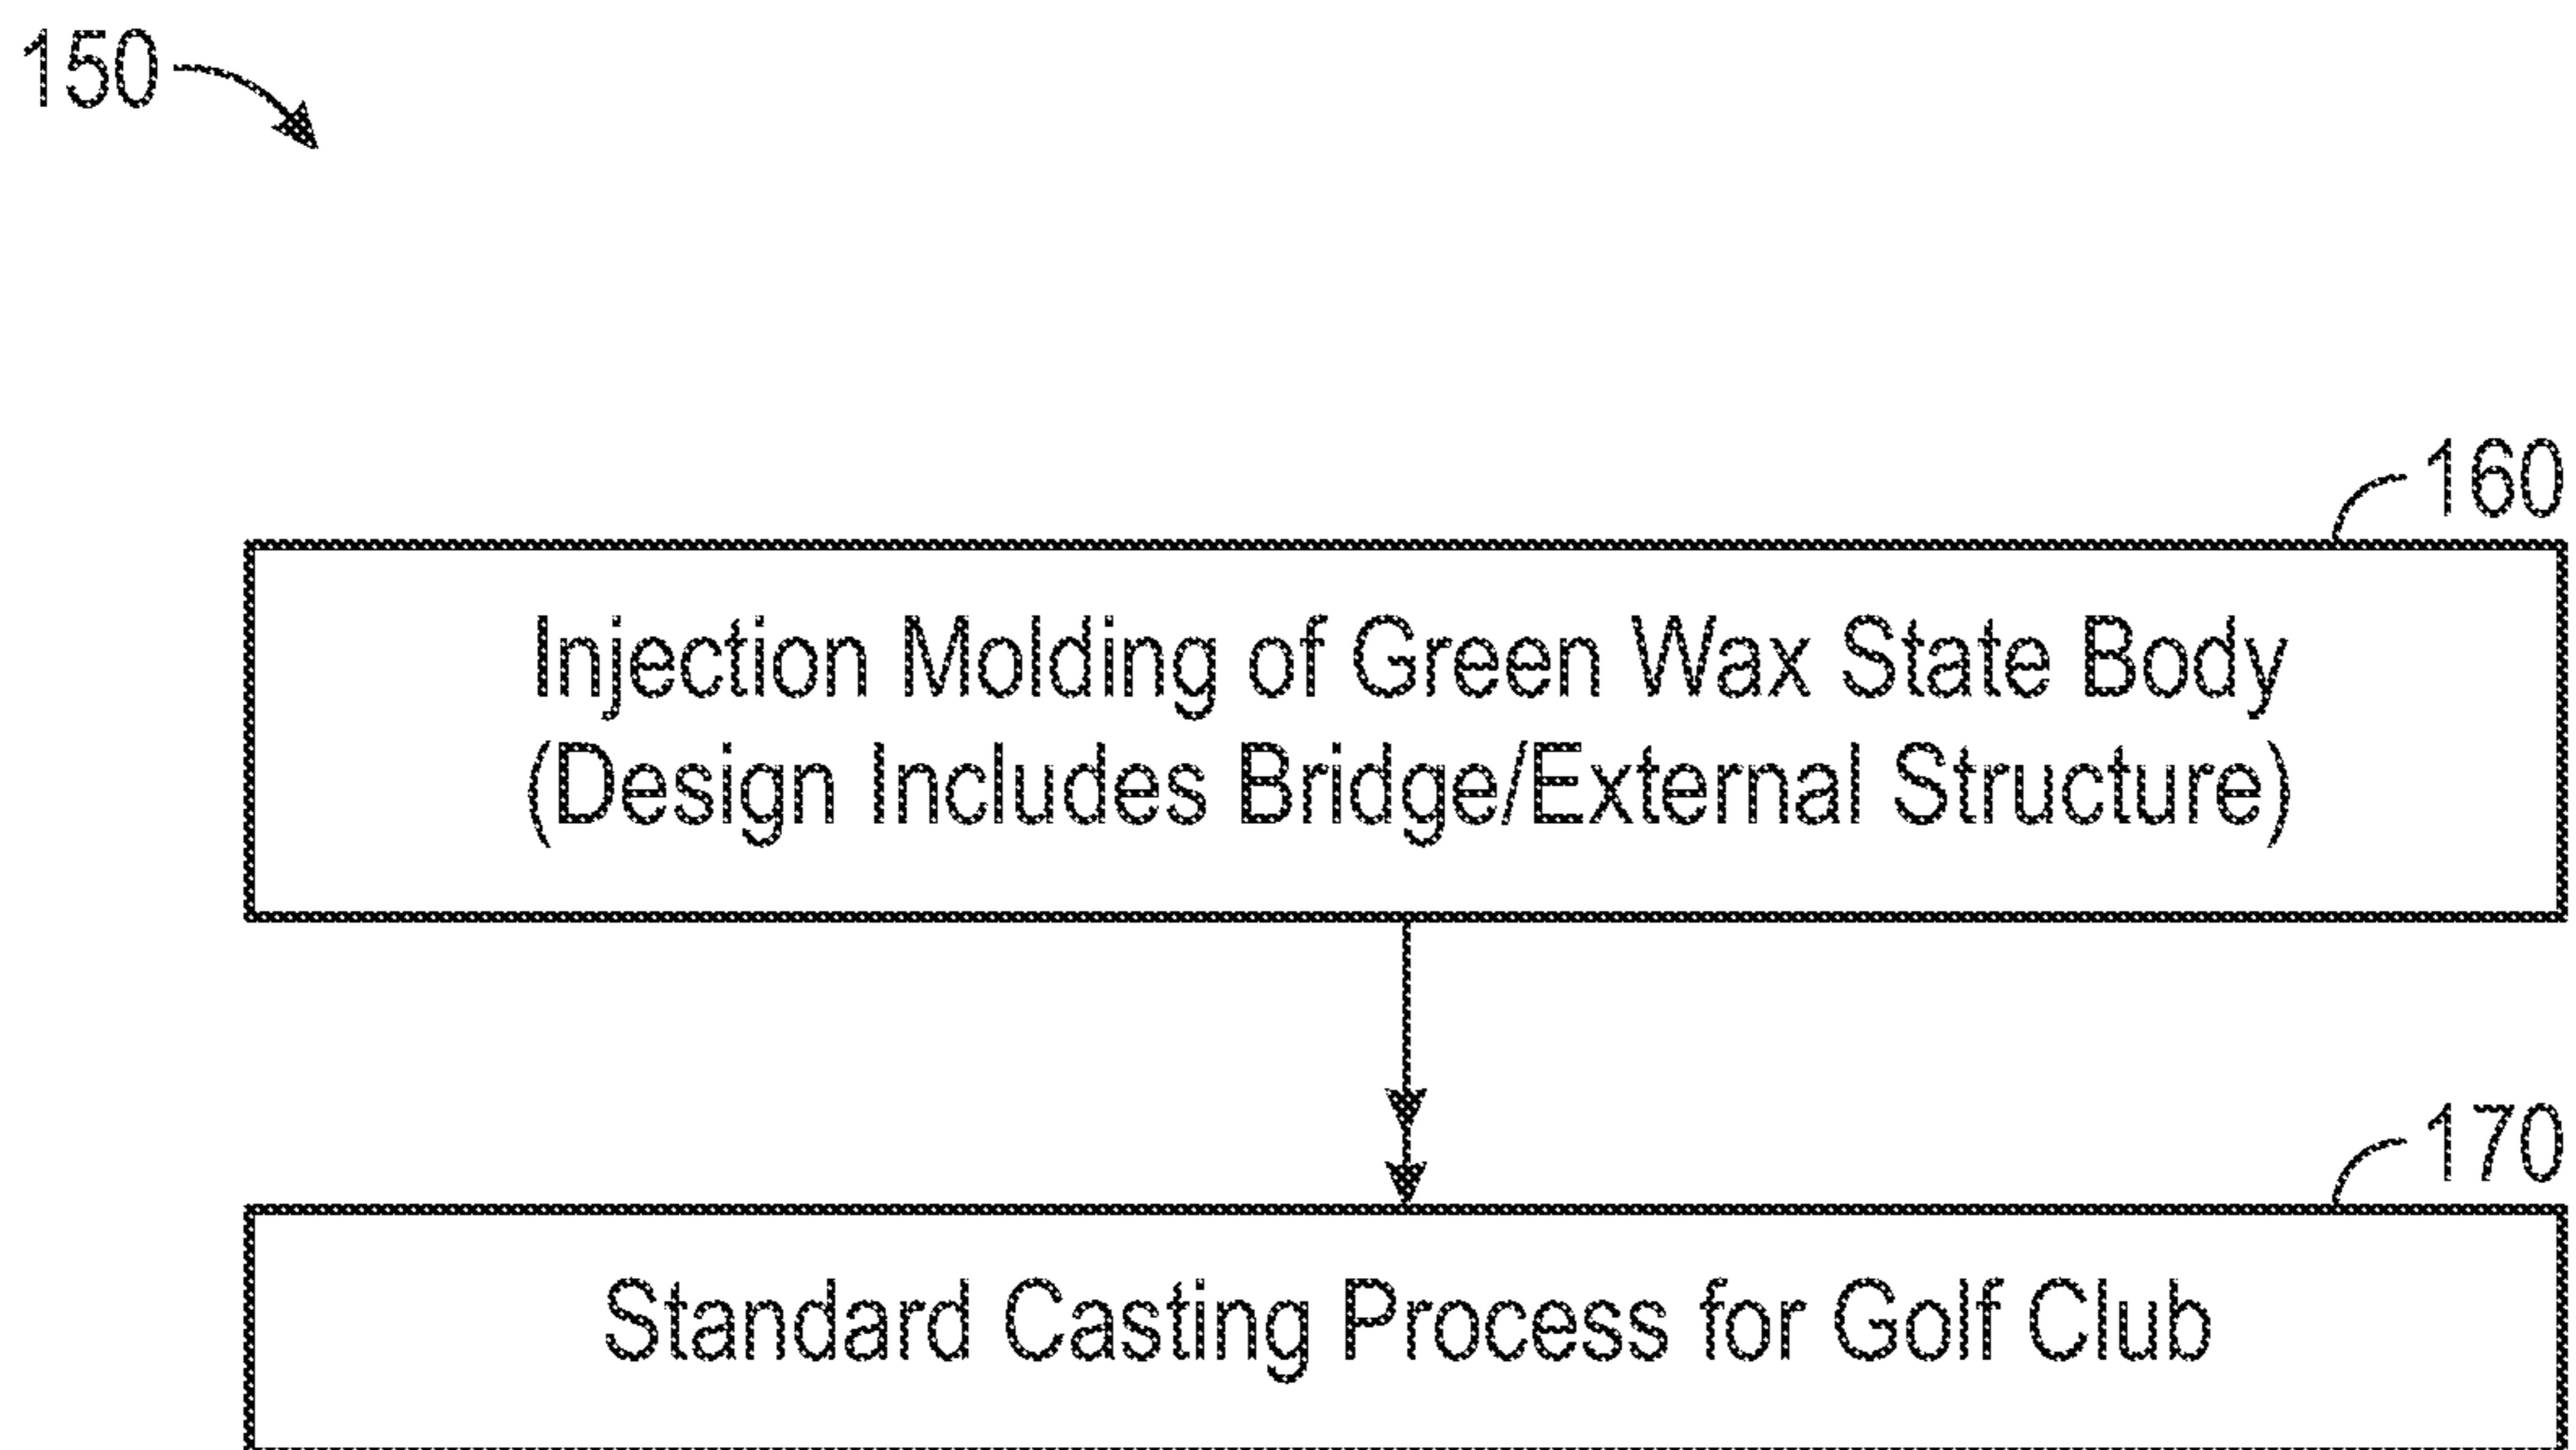 150
160
Injection Molding of Green Wax State Body
(Design Includes Bridge/External Structure)
170
Standard Casting Process for Golf Club